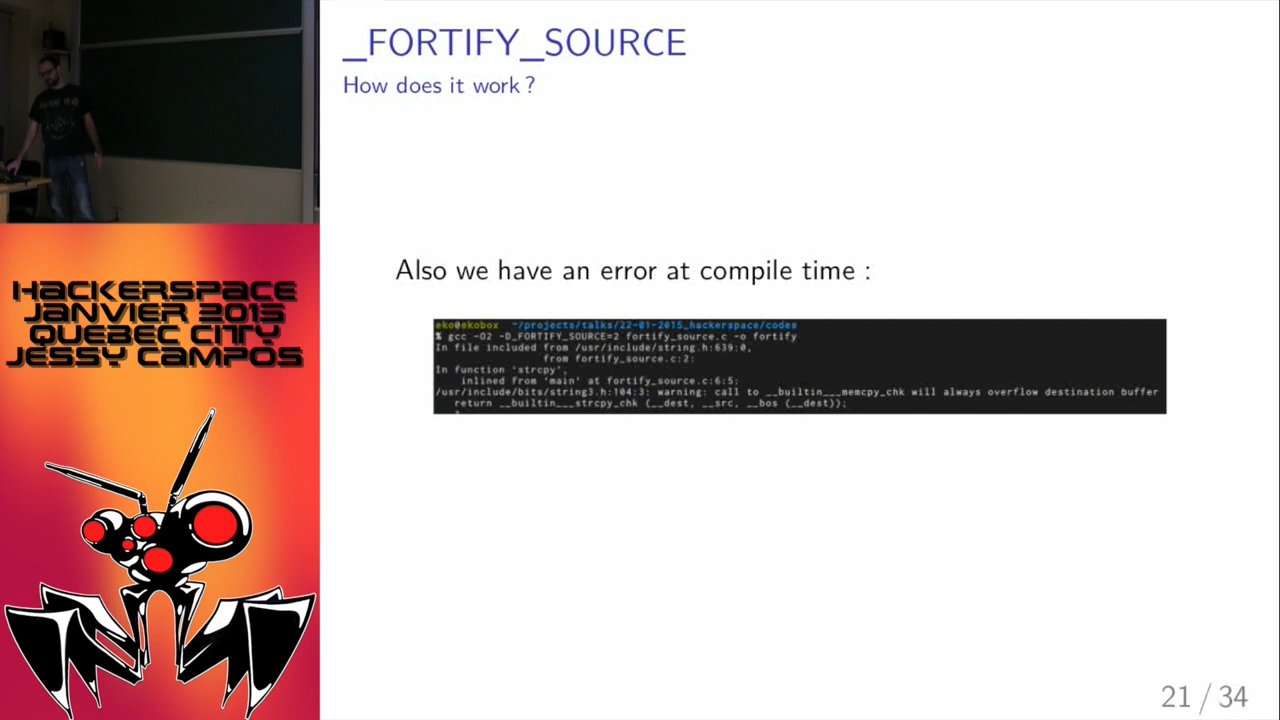 _FORTIFY_SOURCE
How does it work ?
Also we have an error at compile time :
eko@ekobox ~/projects/talks/22-01-2015_hackerspace/codes
% gcc -O2 -D_FORTIFY_SOURCE=2 fortify_source.c -o fortify
In file included from /usr/include/string.h:639:0,
from fortify_source.c:2:
In function 'strcpy',
inlined from 'main' at fortify_source.c:6:5:
/usr/include/bits/string3.h:104:3: warning: call to __builtin___memcpy_chk will always overflow destination buffer
return __builtin___strcpy_chk (__dest, __src, __bos (__dest));
HACKERSPACE
JANVIER 2015
QUEBEC CITY
JESSY CAMPOS
21 / 34